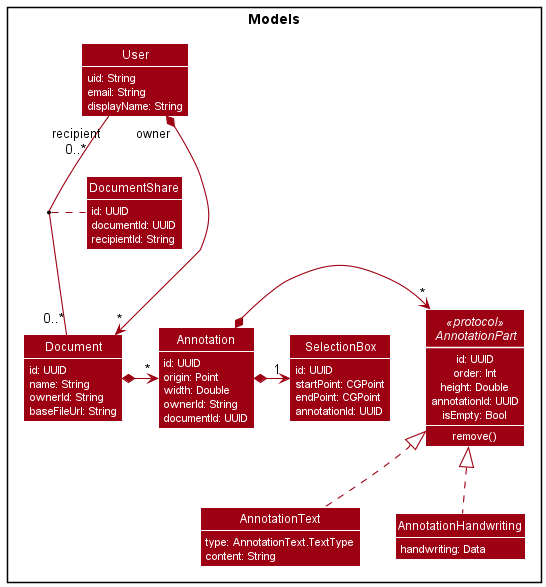 Models
User
uid: String
email: String
displayName: String
recipient
0..*
owner
DocumentShare
id: UUID
documentId: UUID
recipientId: String
0..*
*
Document
id: UUID
name: String
ownerId: String
baseFileUrl: String
*
Annotation
id: UUID
origin: Point
width: Double
ownerId: String
documentId: UUID
1
SelectionBox
id: UUID
startPoint: CGPoint
endPoint: CGPoint
annotationId: UUID
*
«protocol»
AnnotationPart
id: UUID
order: Int
height: Double
annotationId: UUID
isEmpty: Bool
remove()
AnnotationText
type: AnnotationText.TextType
content: String
AnnotationHandwriting
handwriting: Data